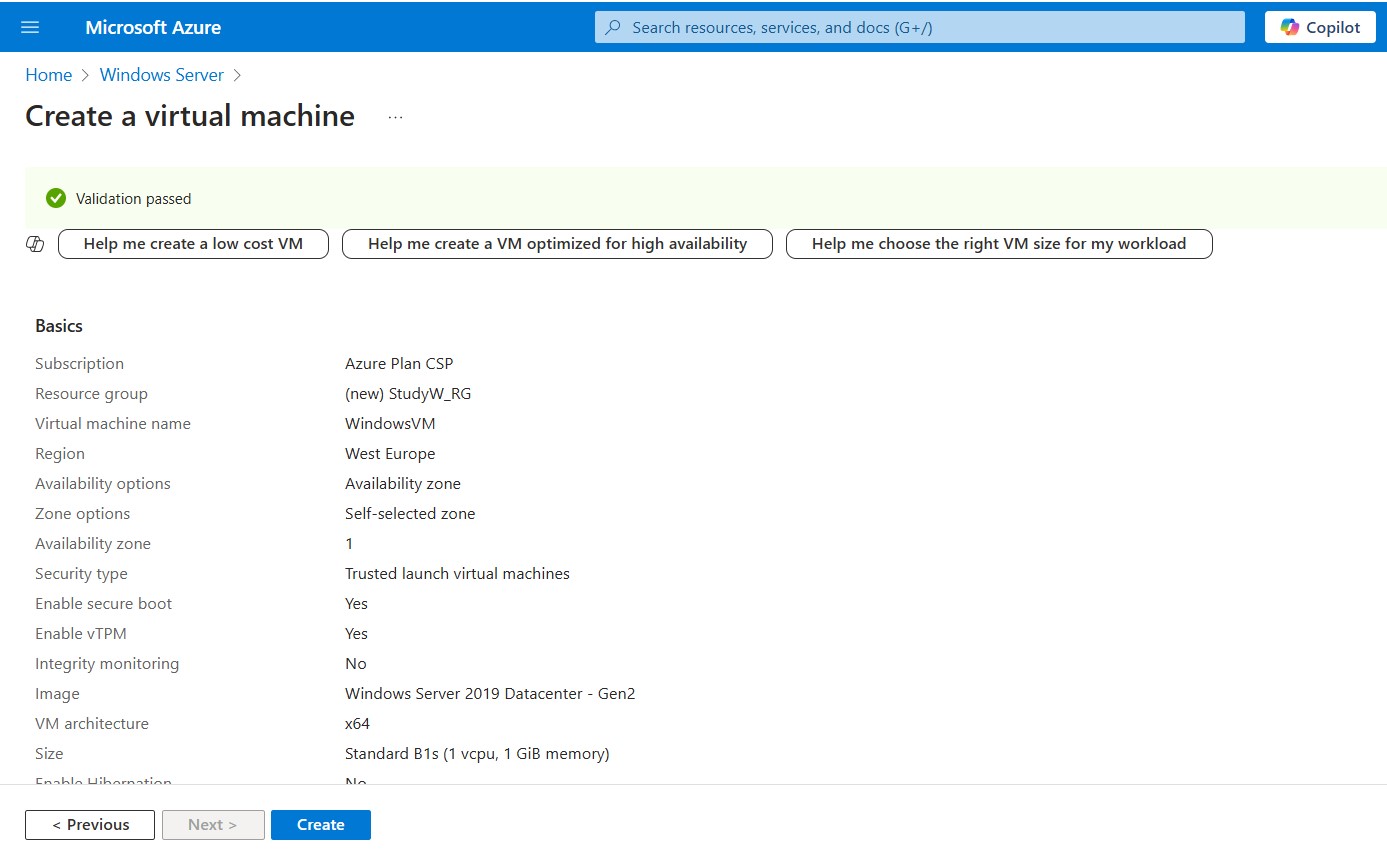 Microsoft Azure
Search resources, services, and docs (G+/)
Copilot
Home > Windows Server >
Create a virtual machine ...
Validation passed
Help me create a low cost VM
Help me create a VM optimized for high availability
Help me choose the right VM size for my workload
Basics
Subscription Azure Plan CSP
Resource group (new) StudyW_RG
Virtual machine name WindowsVM
Region West Europe
Availability options Availability zone
Zone options Self-selected zone
Availability zone 1
Security type Trusted launch virtual machines
Enable secure boot Yes
Enable vTPM Yes
Integrity monitoring No
Image Windows Server 2019 Datacenter - Gen2
VM architecture x64
Size Standard B1s (1 vcpu, 1 GiB memory)
Enable Hibernation No
< Previous
Next >
Create